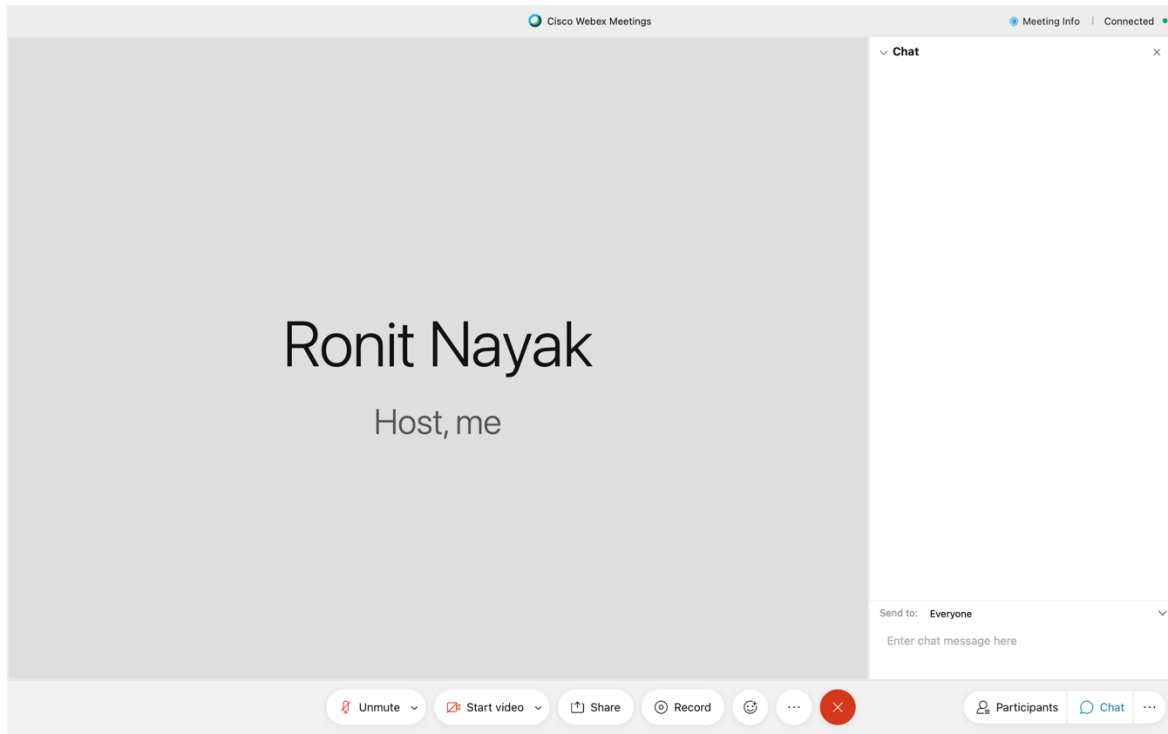 Cisco Webex Meetings
Meeting Info | Connected
Chat
Ronit Nayak
Host, me
Send to: Everyone
Enter chat message here
Unmute
Start video
Share
Record
Participants
Chat